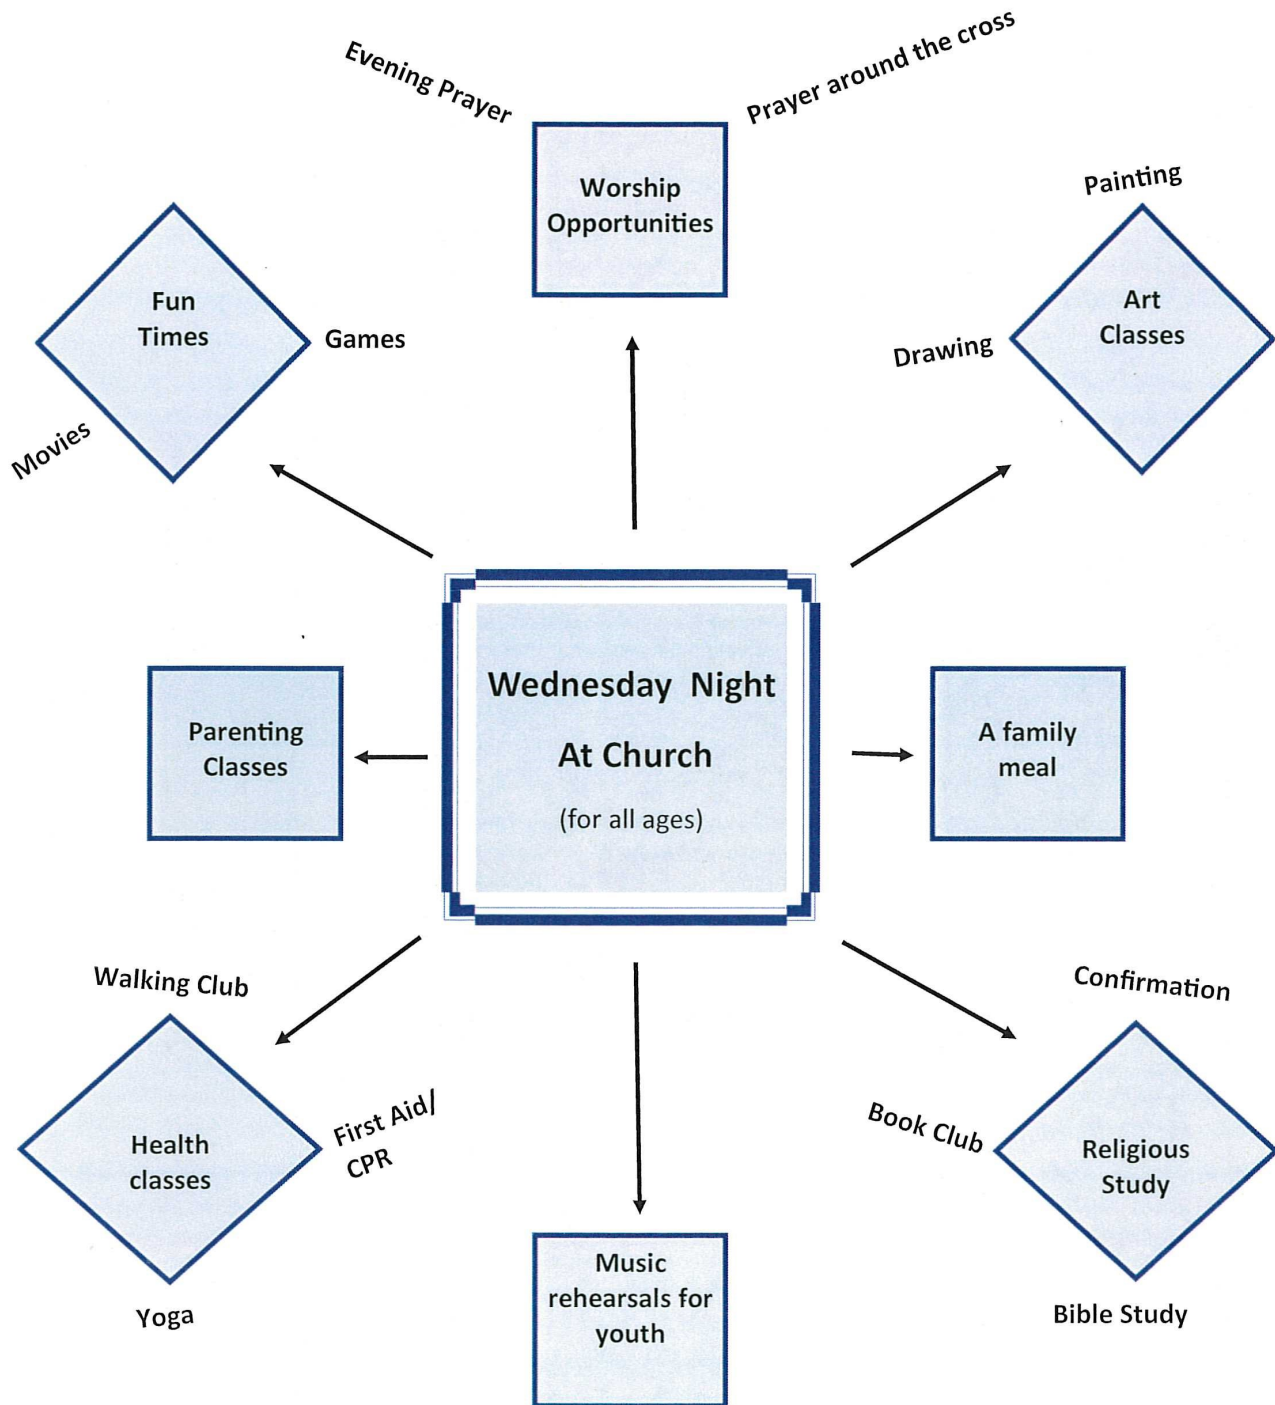 Evening Prayer
Prayer around the cross
Worship
Opportunities
Painting
Fun
Times
Games
Movies
Art
Classes
Drawing
Wednesday Night
At Church
(for all ages)
Parenting
Classes
A family
meal
Walking Club
Health
classes
First Aid/
CPR
Yoga
Confirmation
Book Club
Religious
Study
Bible Study
Music
rehearsals for
youth